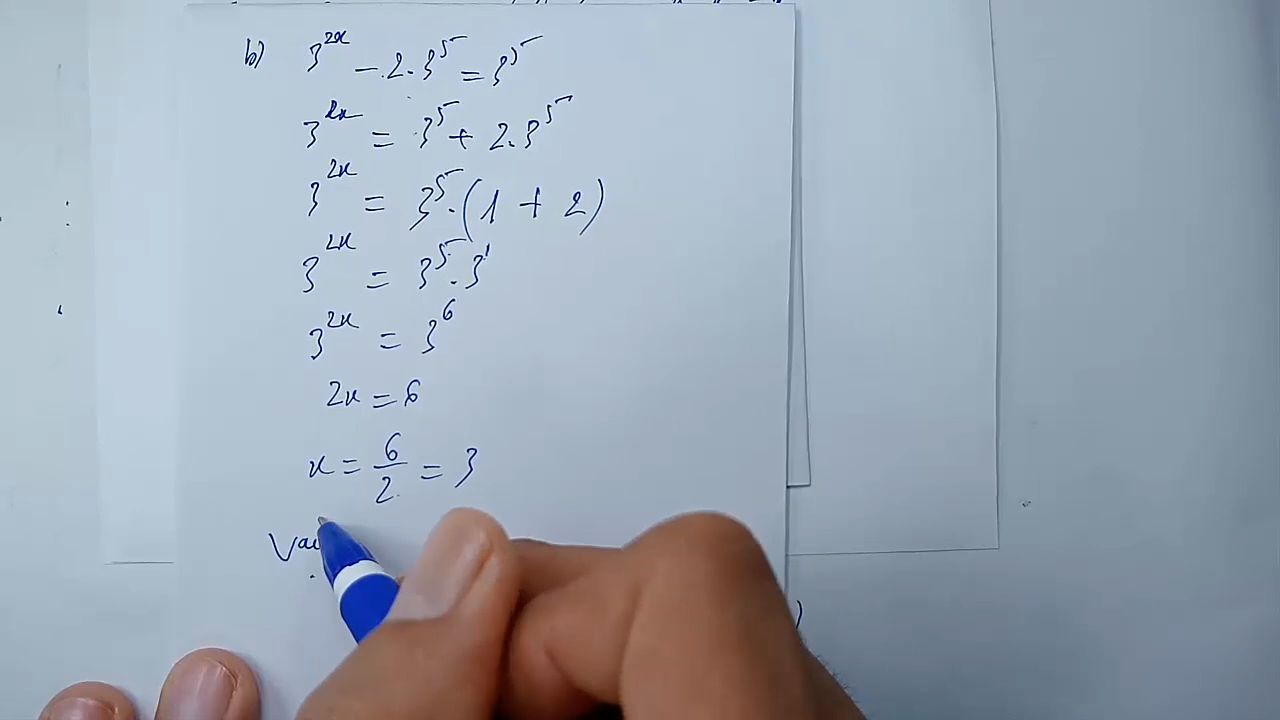 b) 3^{2x} - 2 . 3^5 = 3^5
3^{2x} = 3^5 + 2 . 3^5
3^{2x} = 3^5 . (1 + 2)
3^{2x} = 3^5 . 3^1
3^{2x} = 3^6
2x = 6
x = \frac{6}{2} = 3